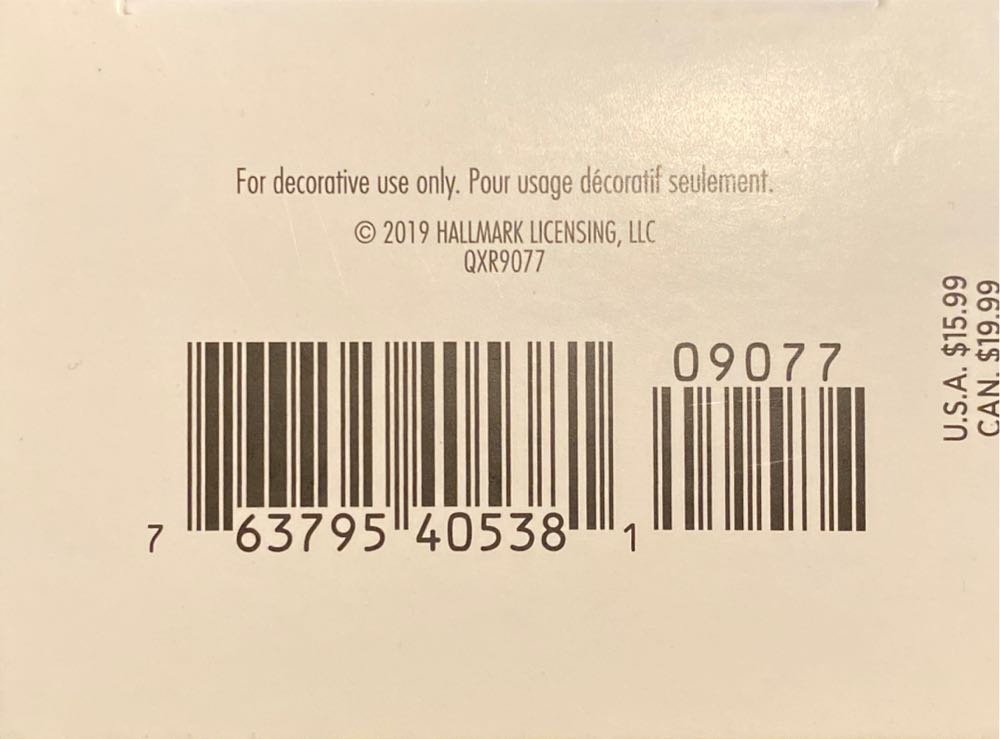 For decorative use only. Pour usage décoratif seulement.
© 2019 HALLMARK LICENSING, LLC
QXR9077
09077
7 63795 40538 1
U.S.A. $15.99
CAN. $19.99